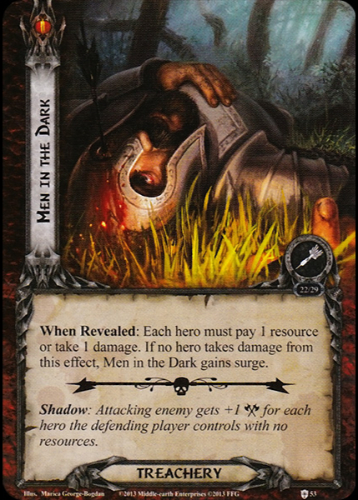 MEN IN THE DARK
22/29
When Revealed: Each hero must pay 1 resource
or take 1 damage. If no hero takes damage from
this effect, Men in the Dark gains surge.
Shadow: Attacking enemy gets +1 for each
hero the defending player controls with no
resources.
TREACHERY
Illus. Marica George-Bogdan ©2013 Middle-earth Enterprises ©2013 FFG 53